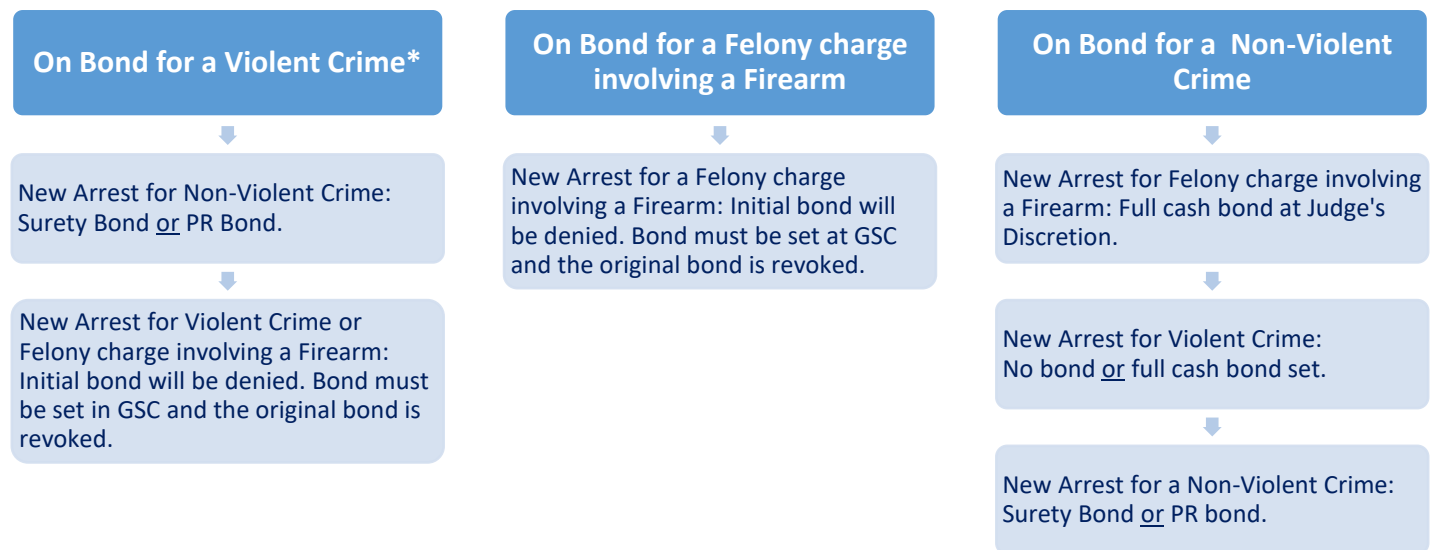 On Bond for a Violent Crime*
New Arrest for Non-Violent Crime:
Surety Bond or PR Bond.
New Arrest for Violent Crime or
Felony charge involving a Firearm:
Initial bond will be denied. Bond must
be set in GSC and the original bond is
revoked.
On Bond for a Felony charge
involving a Firearm
New Arrest for a Felony charge
involving a Firearm: Initial bond will
be denied. Bond must be set at GSC
and the original bond is revoked.
On Bond for a Non-Violent
Crime
New Arrest for Felony charge involving
a Firearm: Full cash bond at Judge's
Discretion.
New Arrest for Violent Crime:
No bond or full cash bond set.
New Arrest for a Non-Violent Crime:
Surety Bond or PR bond.